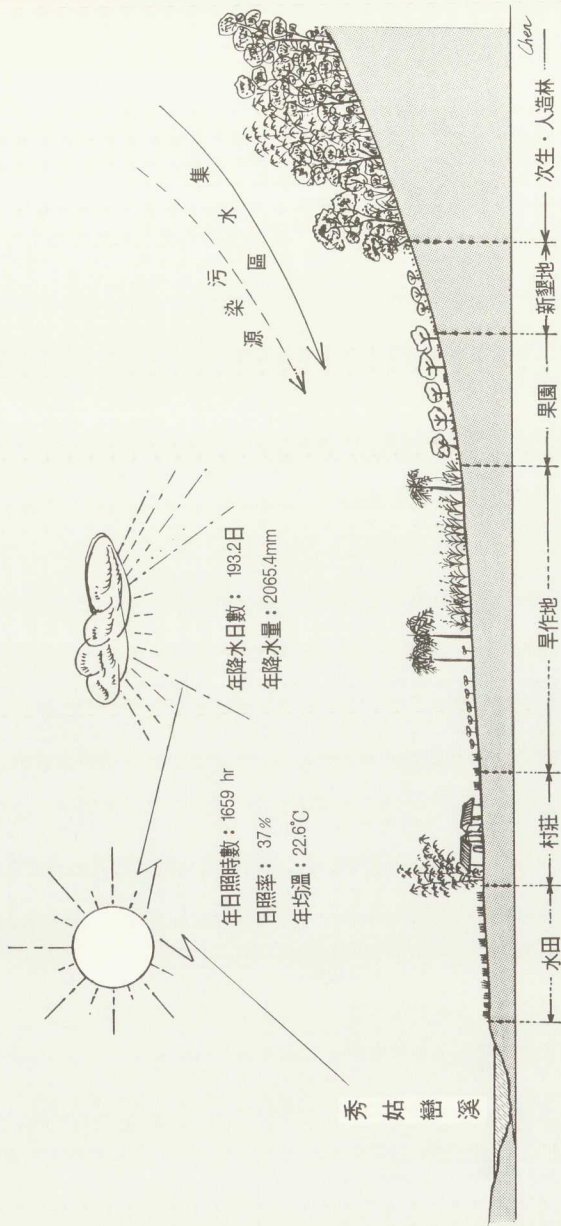 年日照時數：1659 hr
日照率：37%
年均溫：22.6℃
年降水日數：193.2日
年降水量：2065.4mm
集水區
污染源
秀姑巒溪
水田
村莊
旱作地
果園
新墾地
次生·人造林
Chen